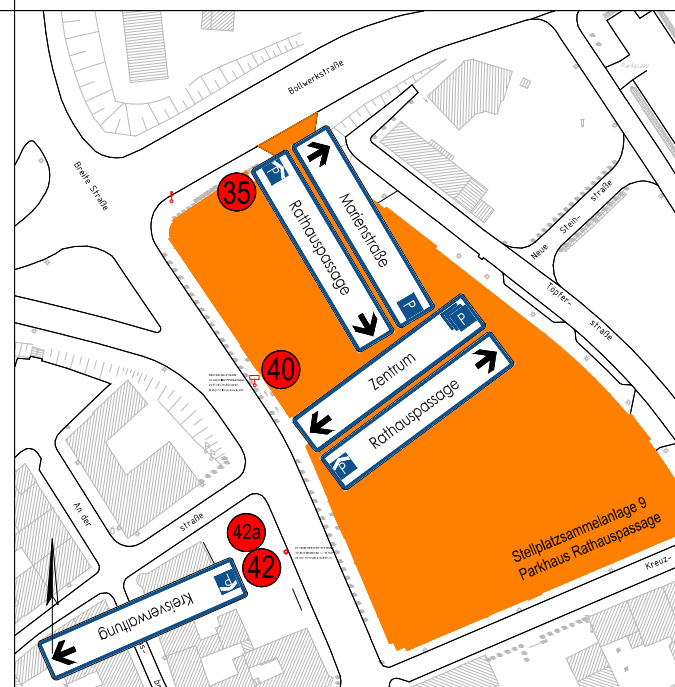 Bollwerkstraße
Parkplatz
Breite Straße
35
P
Rathauspassage
Marienstraße
P
Neue Stein-
straße
Töpfer-
straße
P
Zentrum
40
Rathauspassage
P
An der
straße
42a
42
P
Kreisverwaltung
Stellplatzsammelanlage 9
Parkhaus Rathauspassage
Kreuz-